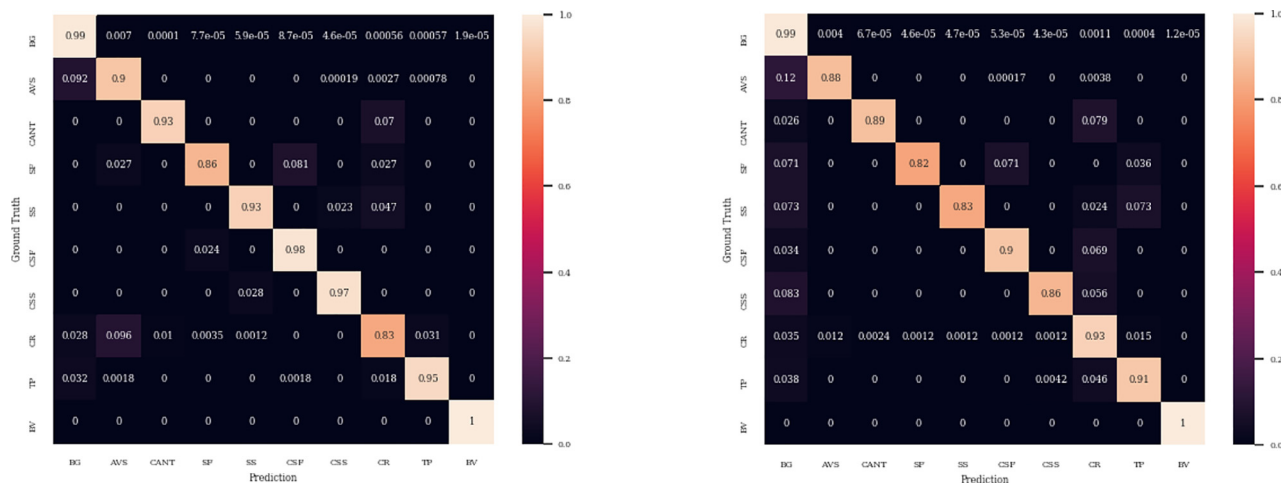 BG 0.99 0.007 0.0001 7.7e-05 5.9e-05 8.7e-05 4.6e-05 0.00056 0.00057 1.9e-05
AVS 0.092 0.9 0 0 0 0 0.00019 0.0027 0.00078 0
CANT 0 0 0.93 0 0 0 0 0.07 0 0
SF 0 0.027 0 0.86 0 0.081 0 0.027 0 0
SS 0 0 0 0 0.93 0 0.023 0.047 0 0
CSF 0 0 0 0.024 0 0.98 0 0 0 0
CSS 0 0 0 0 0.028 0 0.97 0 0 0
CR 0.028 0.096 0.01 0.0035 0.0012 0 0 0.83 0.031 0
TP 0.032 0.0018 0 0 0 0.0018 0 0.018 0.95 0
BV 0 0 0 0 0 0 0 0 0 1
BG AVS CANT SF SS CSF CSS CR TP BV
Prediction
Ground Truth
1.0
0.8
0.6
0.4
0.2
0.0
BG 0.99 0.004 6.7e-05 4.6e-05 4.7e-05 5.3e-05 4.3e-05 0.0011 0.0004 1.2e-05
AVS 0.12 0.88 0 0 0 0.00017 0 0.0038 0 0
CANT 0.026 0 0.89 0 0 0 0 0.079 0 0
SF 0.071 0 0 0.82 0 0.071 0 0 0.036 0
SS 0.073 0 0 0 0.83 0 0 0.024 0.073 0
CSF 0.034 0 0 0 0 0.9 0 0.069 0 0
CSS 0.083 0 0 0 0 0 0.86 0.056 0 0
CR 0.035 0.012 0.0024 0.0012 0.0012 0.0012 0.0012 0.93 0.015 0
TP 0.038 0 0 0 0 0 0.0042 0.046 0.91 0
BV 0 0 0 0 0 0 0 0 0 1
BG AVS CANT SF SS CSF CSS CR TP BV
Prediction
Ground Truth
1.0
0.8
0.6
0.4
0.2
0.0